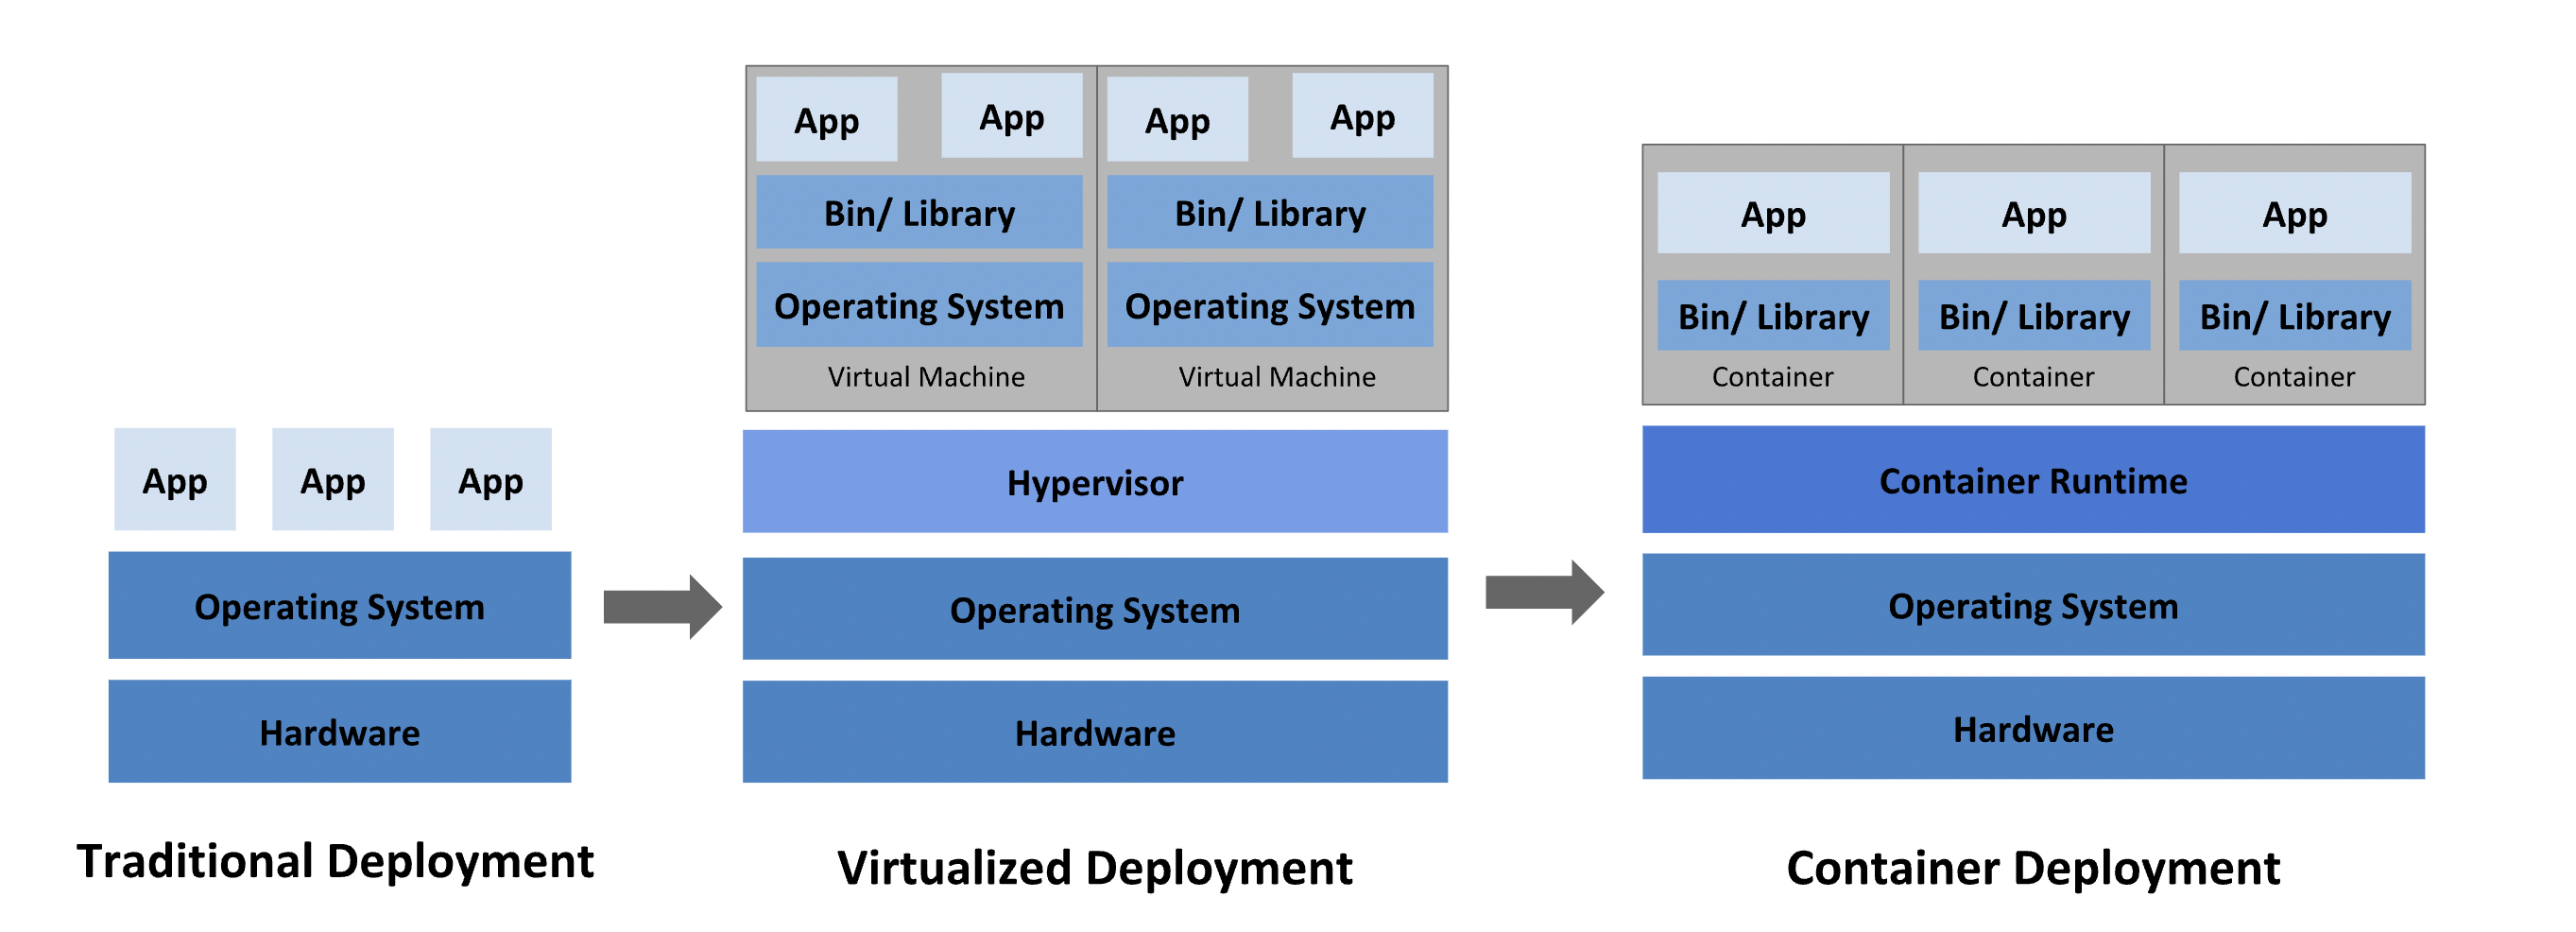 App
App
App
Operating System
Hardware
Traditional Deployment
App
App
Bin/ Library
Operating System
Virtual Machine
App
App
Bin/ Library
Operating System
Virtual Machine
Hypervisor
Operating System
Hardware
Virtualized Deployment
App
Bin/ Library
Container
App
Bin/ Library
Container
App
Bin/ Library
Container
Container Runtime
Operating System
Hardware
Container Deployment